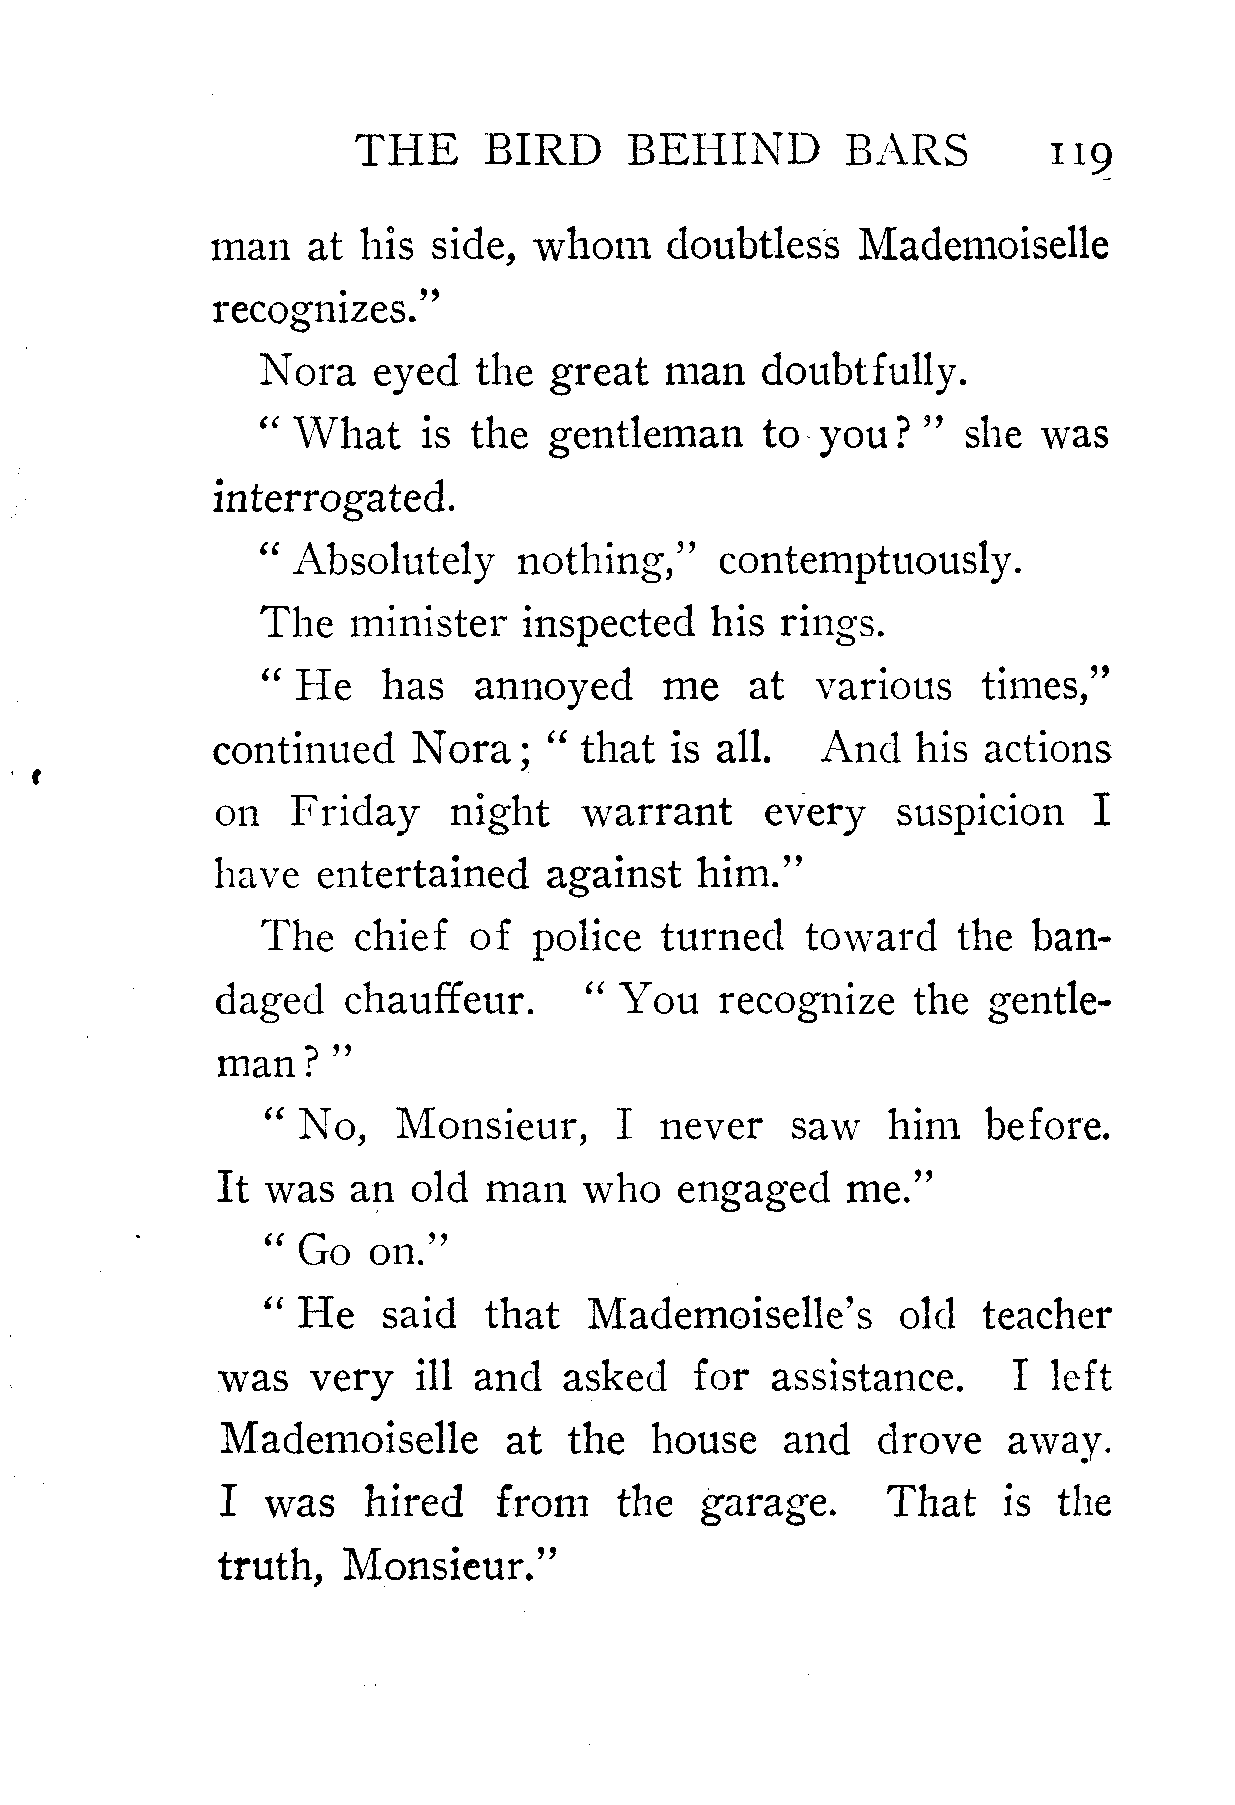 THE BIRD BEHIND BARS 119
man at his side, whom doubtless Mademoiselle
recognizes."
Nora eyed the great man doubtfully.
" What is the gentleman to you? " she was
interrogated.
" Absolutely nothing," contemptuously.
The minister inspected his rings.
" He has annoyed me at various times,"
continued Nora; " that is all. And his actions
on Friday night warrant every suspicion I
have entertained against him."
The chief of police turned toward the ban-
daged chauffeur. " You recognize the gentle-
man? "
" No, Monsieur, I never saw him before.
It was an old man who engaged me."
" Go on."
" He said that Mademoiselle's old teacher
was very ill and asked for assistance. I left
Mademoiselle at the house and drove away.
I was hired from the garage. That is the
truth, Monsieur."